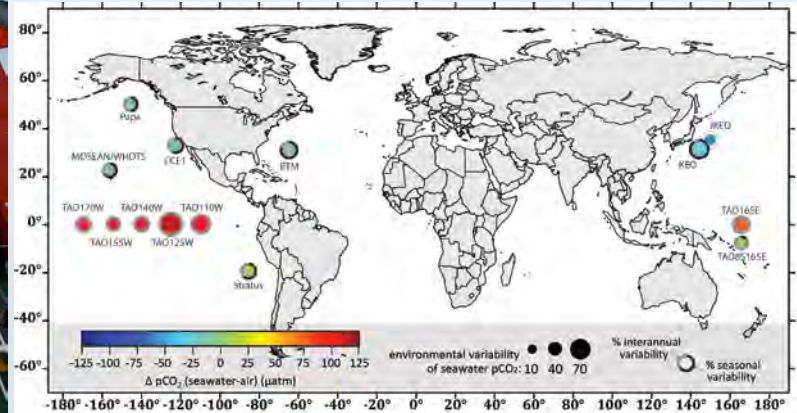 80°
60°
40°
20°
0°
-20°
-40°
-60°
Papa
CCE1
BTM
MOSEAN/WHOTS
JKEO
KEO
TAO170W
TAO140W
TAO110W
TAO155W
TAO125W
TAO165E
TAO8S165E
Stratus
-125
-100
-75
-50
-25
0
25
50
75
100
125
Δ pCO₂ (seawater-air) (µatm)
environmental variability
of seawater pCO₂: 10 40 70
% interannual
variability
% seasonal
variability
-180° -160° -140° -120° -100° -80° -60° -40° -20° 0° 20° 40° 60° 80° 100° 120° 140° 160° 180°